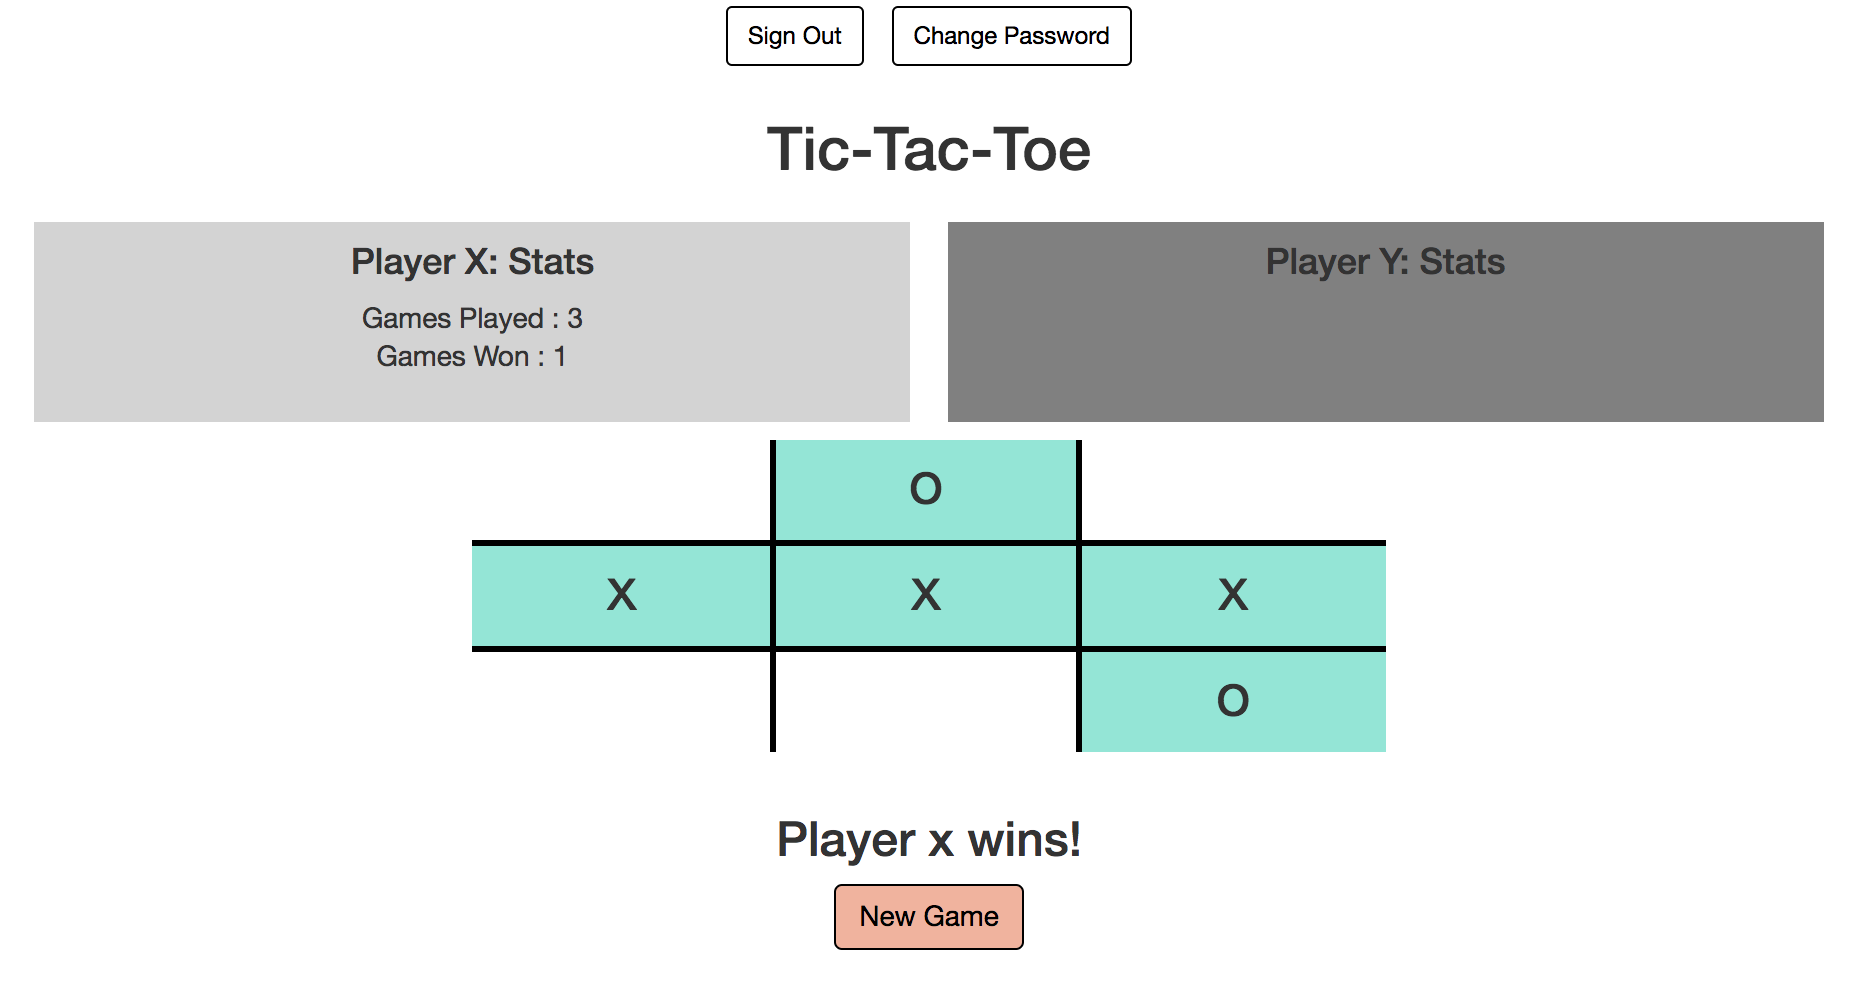 Sign Out Change Password
Tic-Tac-Toe
Player X: Stats
Games Played : 3
Games Won : 1
Player Y: Stats
O
X X X
O
Player x wins!
New Game